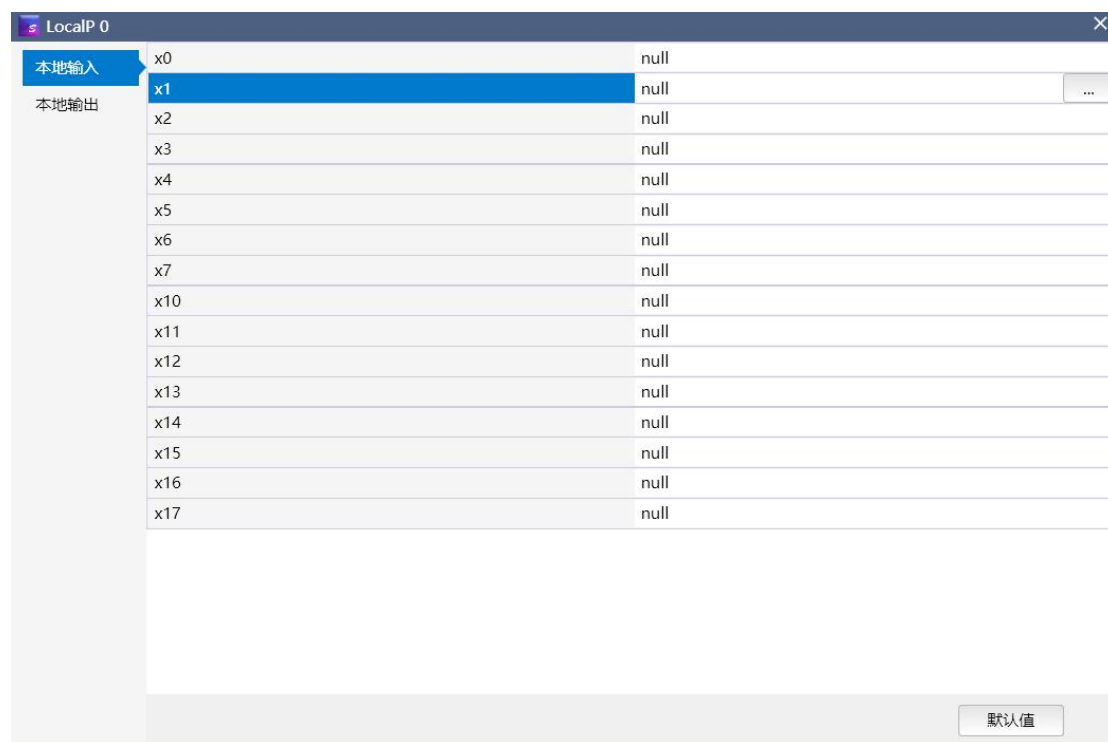 S LocalP 0
本地输入
本地输出
x0 null
x1 null ...
x2 null
x3 null
x4 null
x5 null
x6 null
x7 null
x10 null
x11 null
x12 null
x13 null
x14 null
x15 null
x16 null
x17 null
默认值